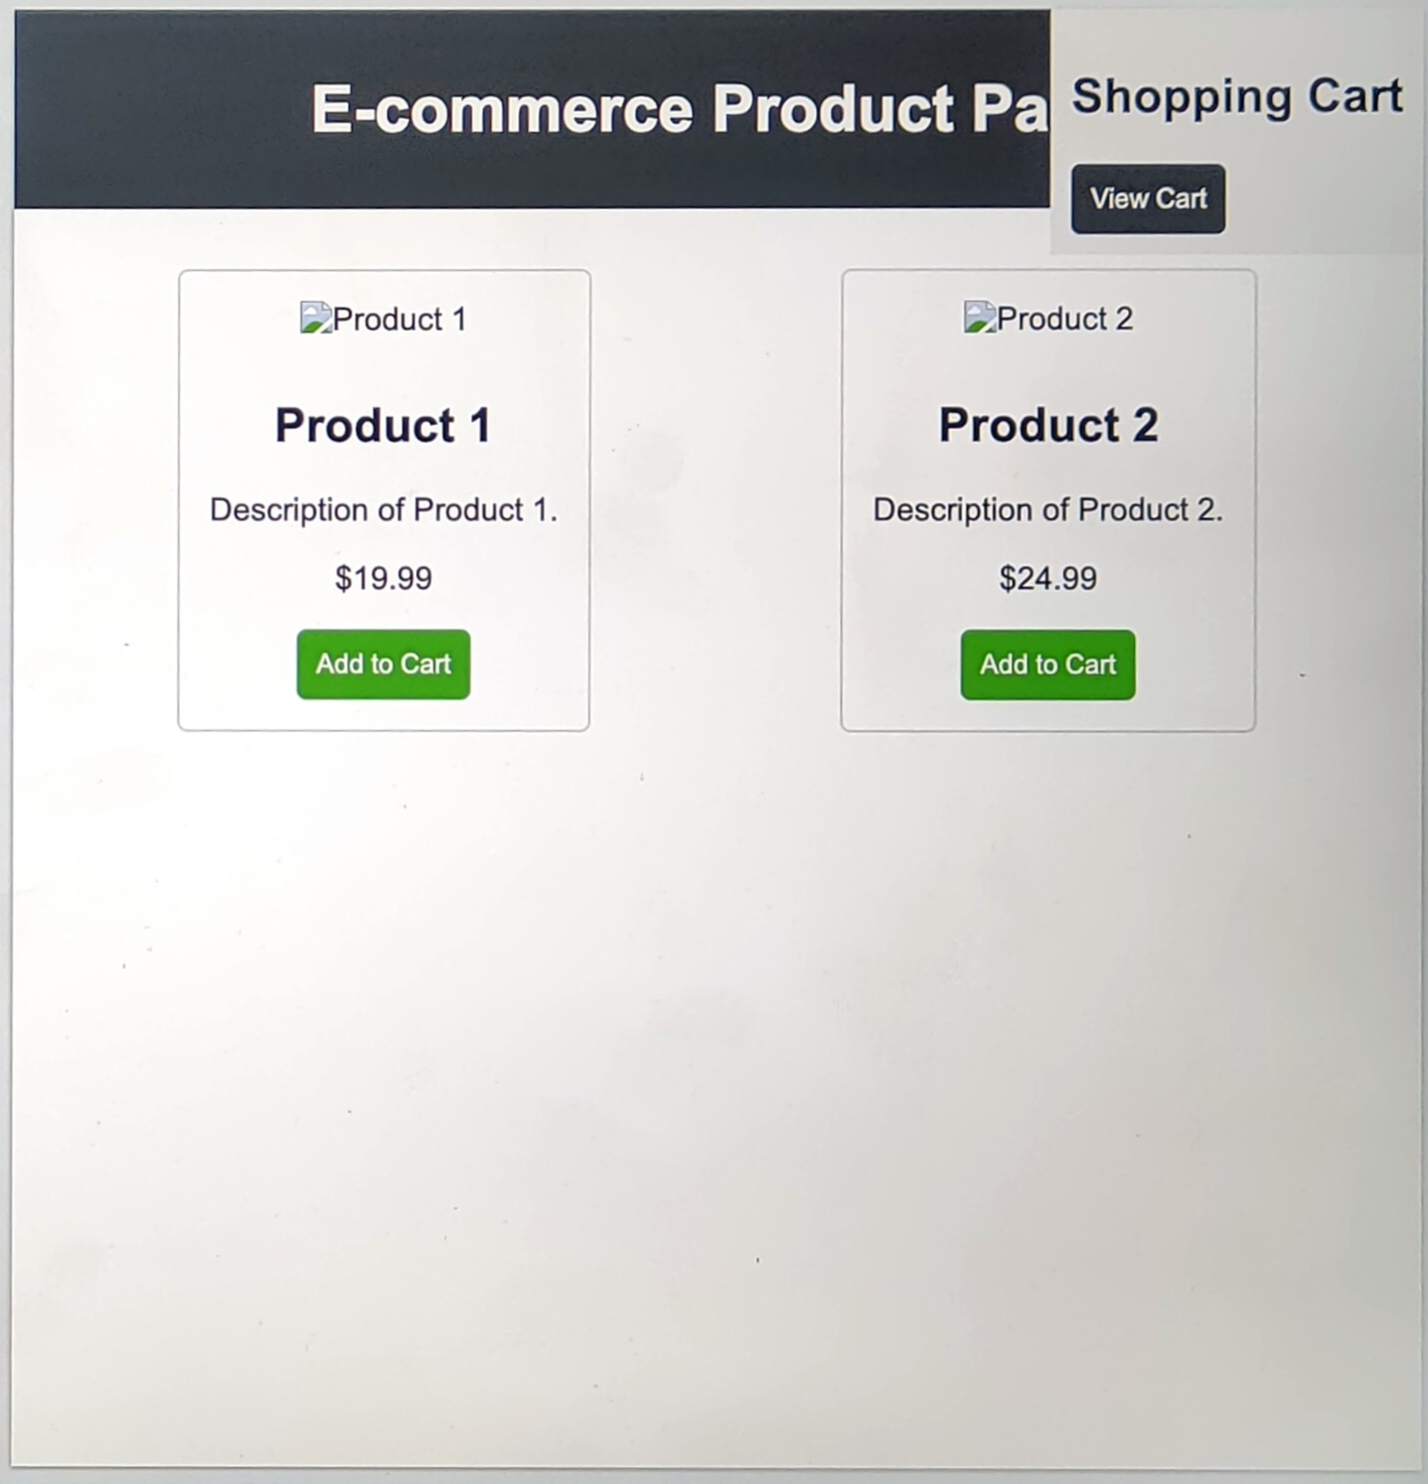 E-commerce Product Pa
Shopping Cart
View Cart
Product 1
Product 1
Description of Product 1.
$19.99
Add to Cart
Product 2
Product 2
Description of Product 2.
$24.99
Add to Cart